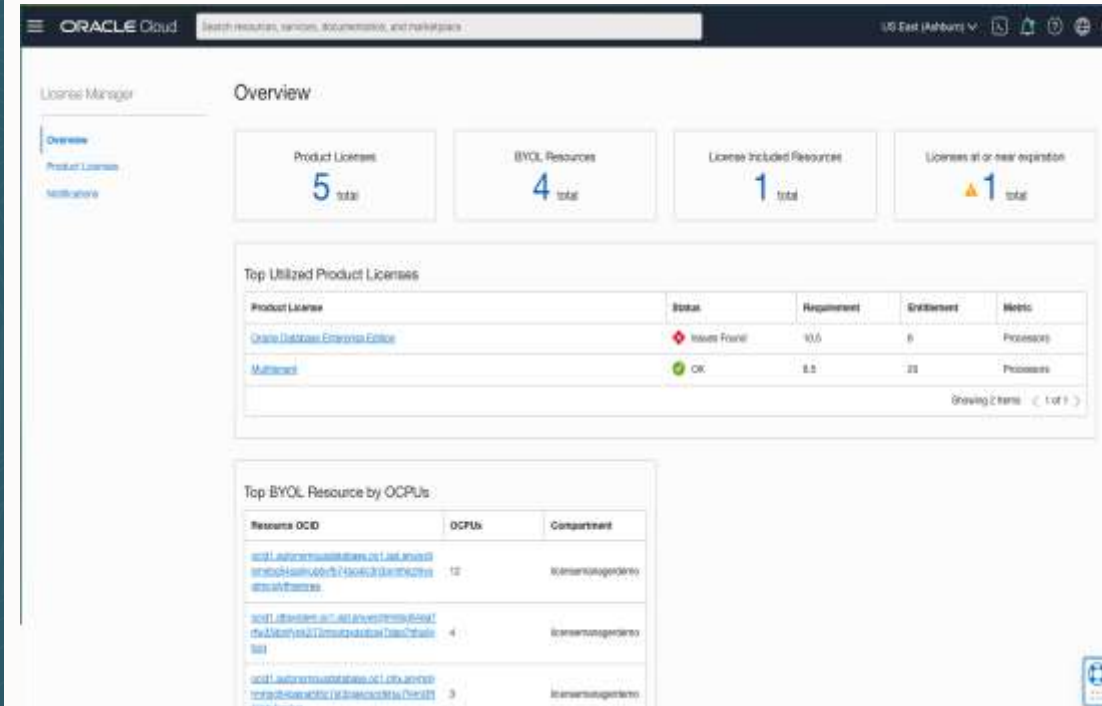 ORACLE Cloud
Search resources, services, documentation, and marketplace
US East (Ashburn)
License Manager
Overview
Product Licenses
Notifications
Overview
Product Licenses
5 total
BYOL Resources
4 total
License Included Resources
1 total
Licenses at or near expiration
1 total
Top Utilized Product Licenses
Product License Status Requirement Entitlement Metric
Oracle Database Enterprise Edition Issues Found 10.5 Processors
Multitenant OK Processors
Showing 2 Items 1 of 1
Top BYOL Resource by OCPUs
Resource OCID OCPUs Compartment
12 licensemanagerdemo
4 licensemanagerdemo
3 licensemanagerdemo